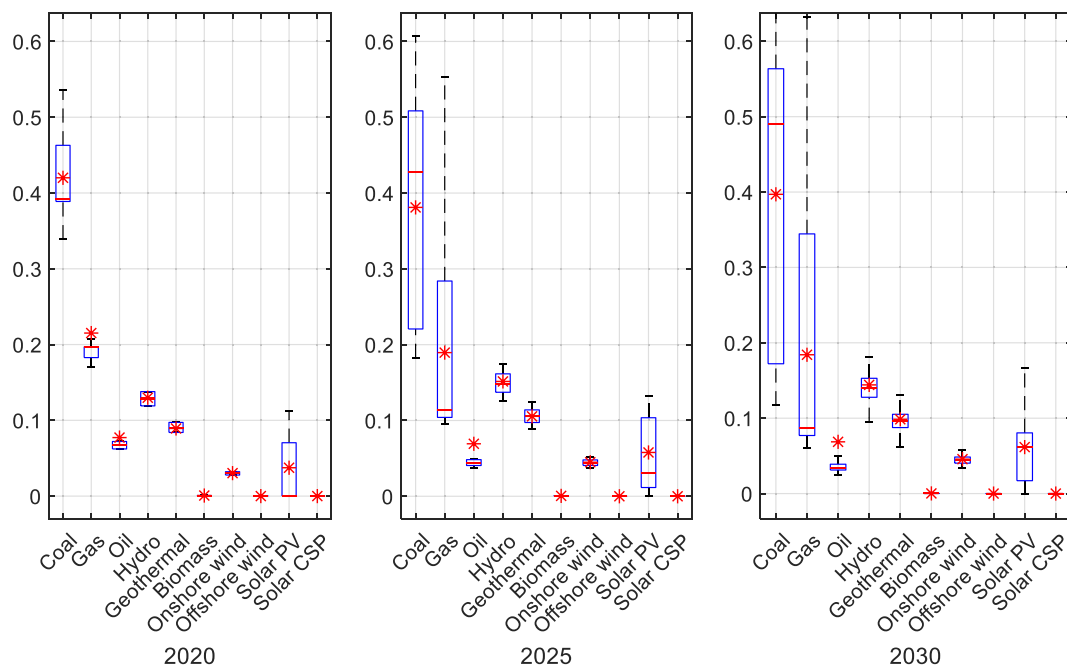 0.6
0.5
0.4
0.3
0.2
0.1
0
Coal
Gas
Oil
Hydro
Geothermal
Biomass
Onshore wind
Offshore wind
Solar PV
Solar CSP
2020
0.6
0.5
0.4
0.3
0.2
0.1
0
Coal
Gas
Oil
Hydro
Geothermal
Biomass
Onshore wind
Offshore wind
Solar PV
Solar CSP
2025
0.6
0.5
0.4
0.3
0.2
0.1
0
Coal
Gas
Oil
Hydro
Geothermal
Biomass
Onshore wind
Offshore wind
Solar PV
Solar CSP
2030